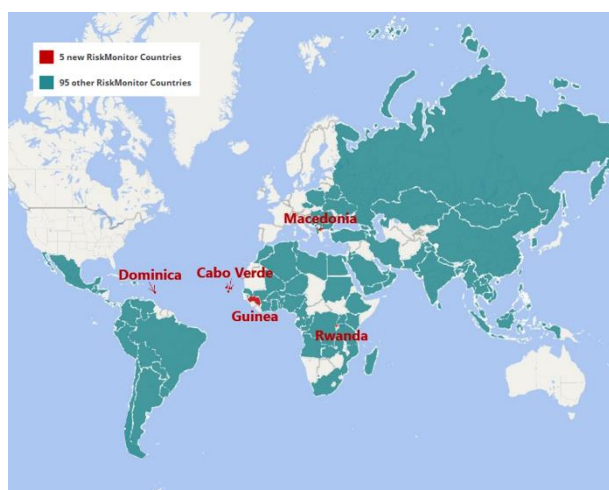 5 new RiskMonitor Countries
95 other RiskMonitor Countries
Macedonia
Dominica
Cabo Verde
Guinea
Rwanda